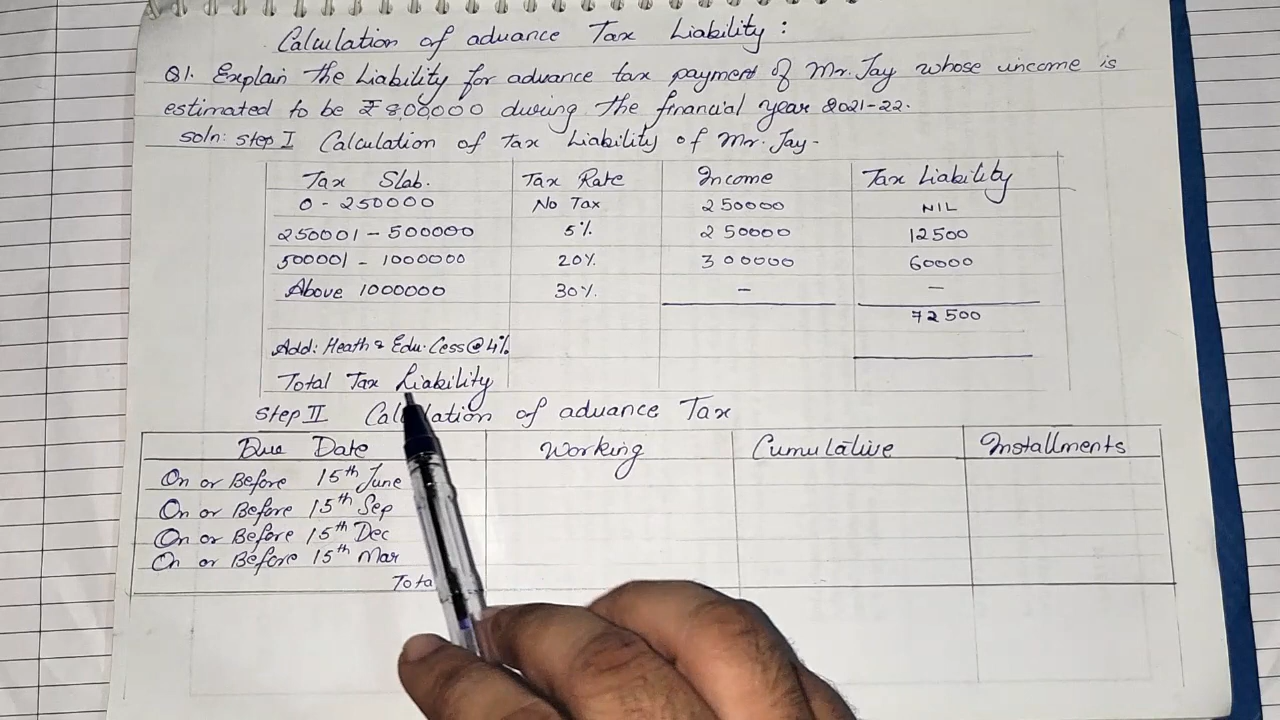 Calculation of advance Tax Liability :
Q1. Explain the Liability for advance tax payment of Mr. Jay whose income is
estimated to be ₹ 8,00,000 during the financial year 2021-22.
Soln: Step I Calculation of Tax Liability of Mr. Jay-
Tax Slab. Tax Rate Income Tax Liability
0 - 250000 No Tax 250000 NIL
250001 - 500000 5% 250000 12500
500001 - 1000000 20% 300000 60000
Above 1000000 30% - -
72500
Add: Heath & Edu. Cess @ 4%
Total Tax Liability
Step II Calculation of advance Tax
Due Date Working Cumulative Installments
On or Before 15th June
On or Before 15th Sep
On or Before 15th Dec
On or Before 15th Mar
Tota